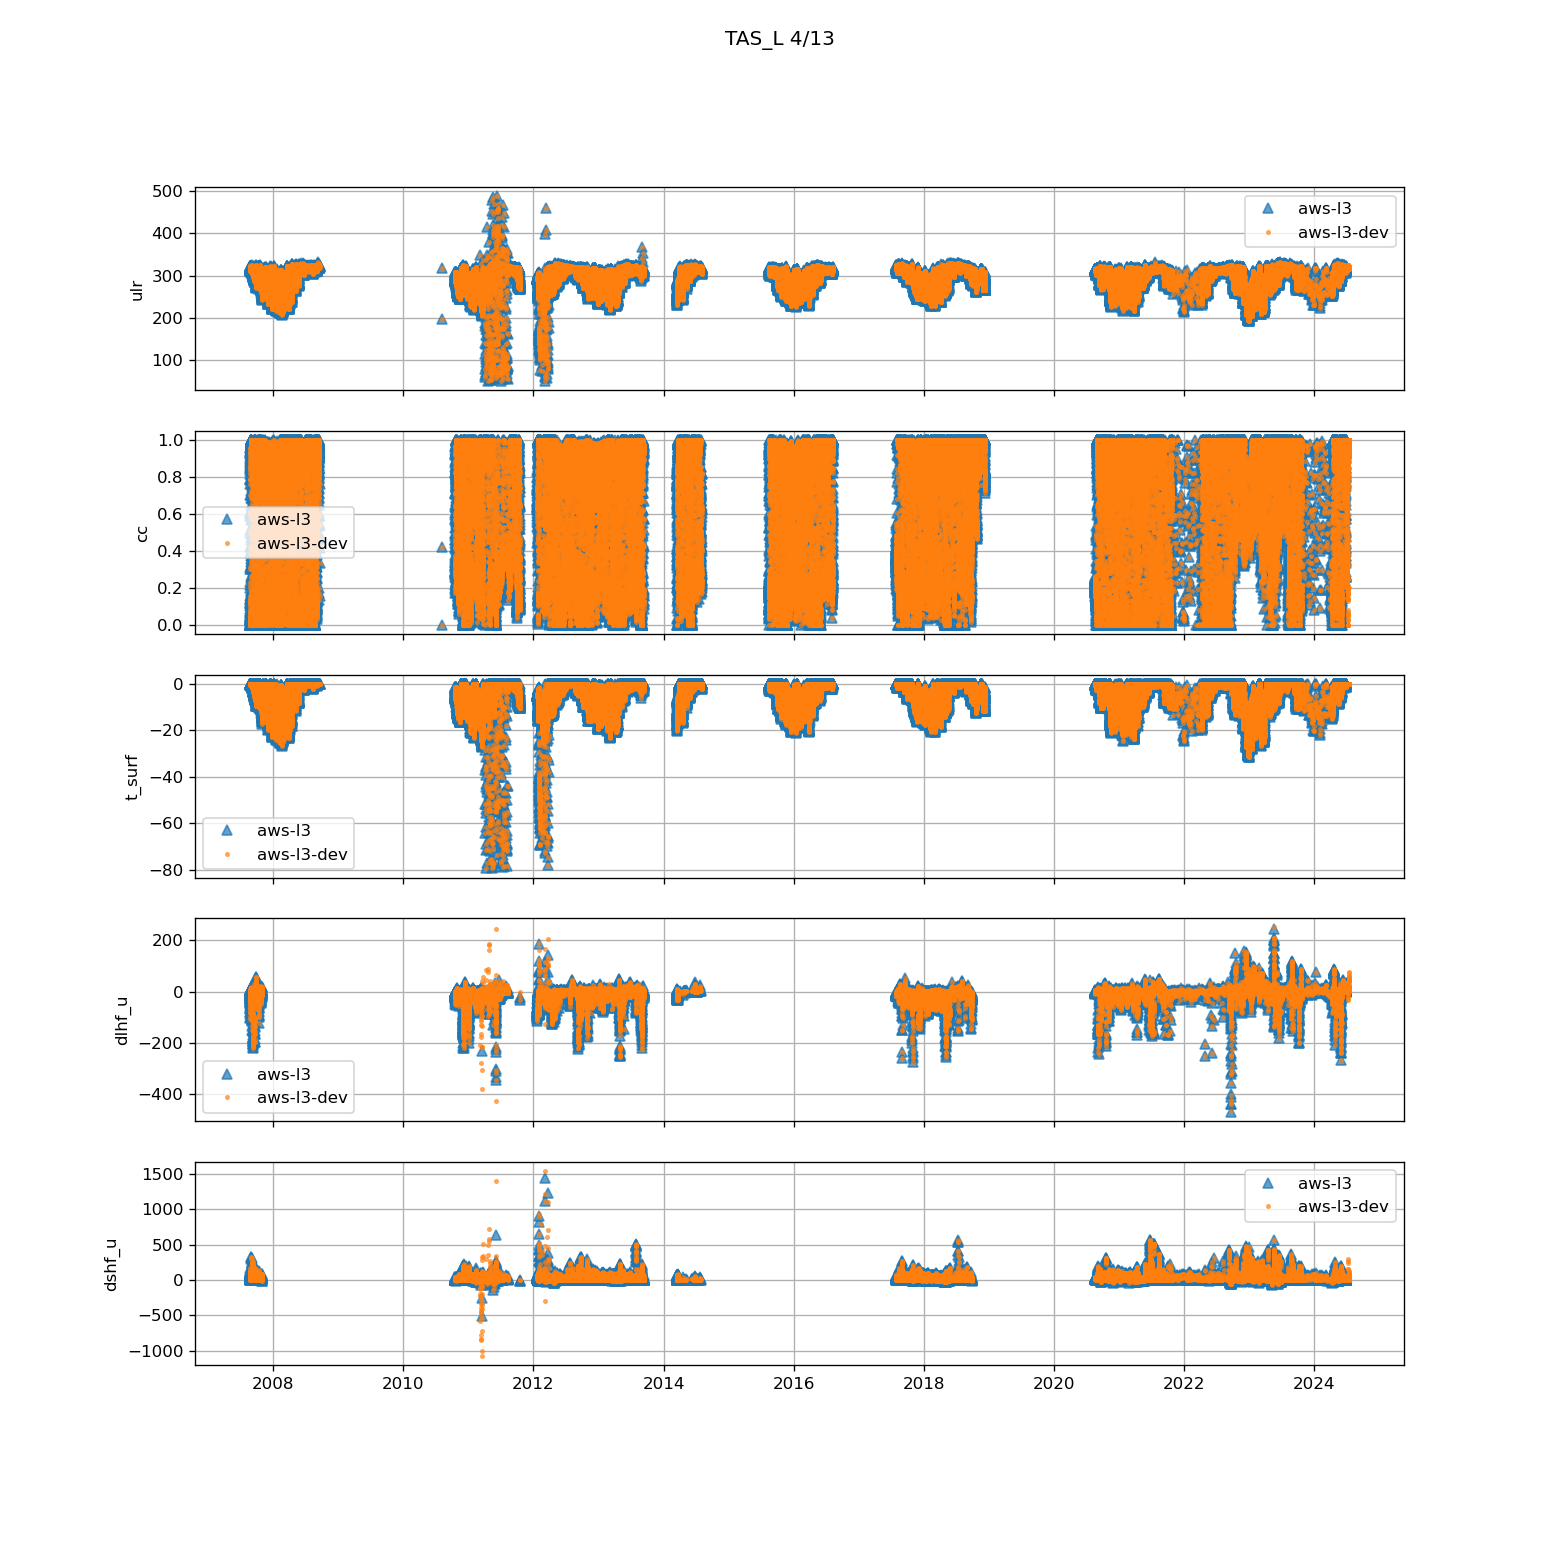 TAS_L 4/13
500
400
300
200
100
ulr
aws-l3
aws-l3-dev
1.0
0.8
0.6
0.4
0.2
0.0
cc
aws-l3
aws-l3-dev
0
−20
−40
−60
−80
t_surf
aws-l3
aws-l3-dev
200
0
−200
−400
dlhf_u
aws-l3
aws-l3-dev
1500
1000
500
0
−500
−1000
dshf_u
aws-l3
aws-l3-dev
2008 2010 2012 2014 2016 2018 2020 2022 2024